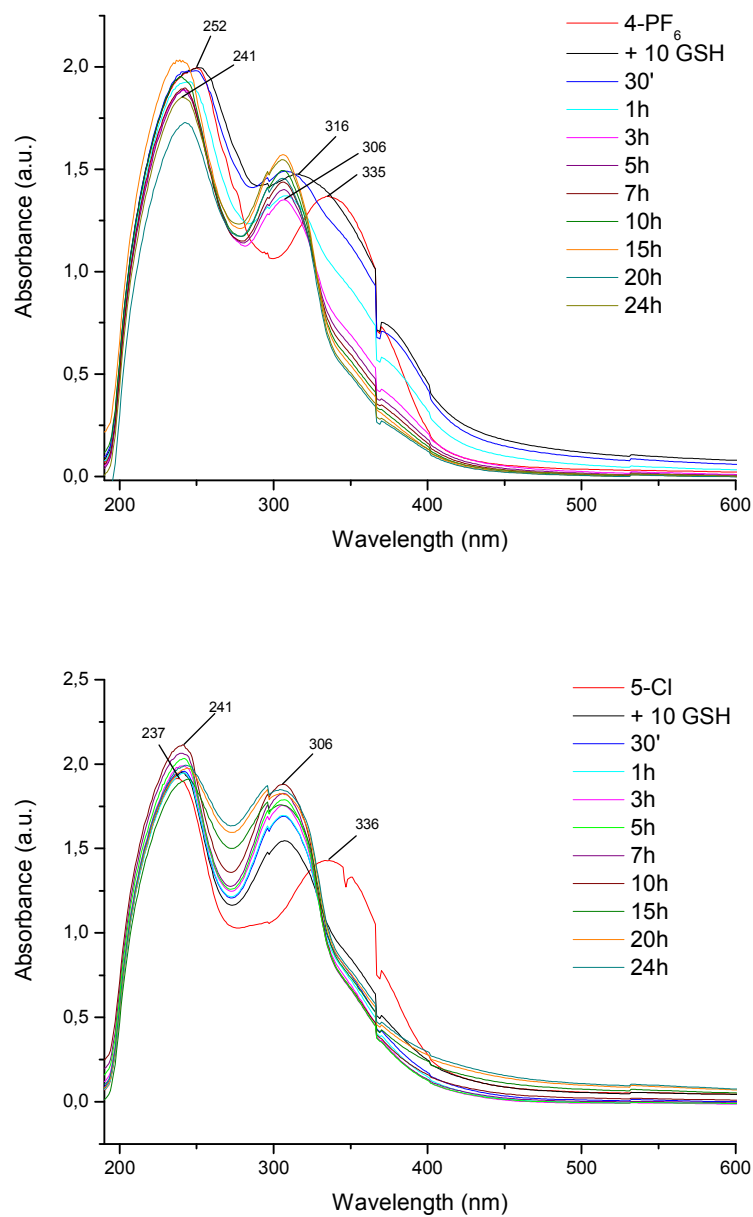 252
241
316
306
335
4-PF6
+ 10 GSH
30'
1h
3h
5h
7h
10h
15h
20h
24h
2,0
1,5
1,0
0,5
0,0
Absorbance (a.u.)
200 300 400 500 600
Wavelength (nm)
241
237
306
336
5-Cl
+ 10 GSH
30'
1h
3h
5h
7h
10h
15h
20h
24h
2,5
2,0
1,5
1,0
0,5
0,0
Absorbance (a.u.)
200 300 400 500 600
Wavelength (nm)